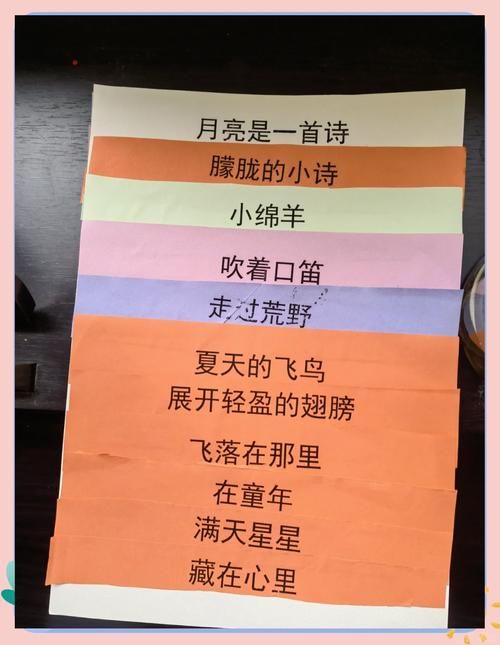 月亮是一首诗
朦胧的小诗
小绵羊
吹着口笛
走过荒野
夏天的飞鸟
展开轻盈的翅膀
飞落在那里
在童年
满天星星
藏在心里